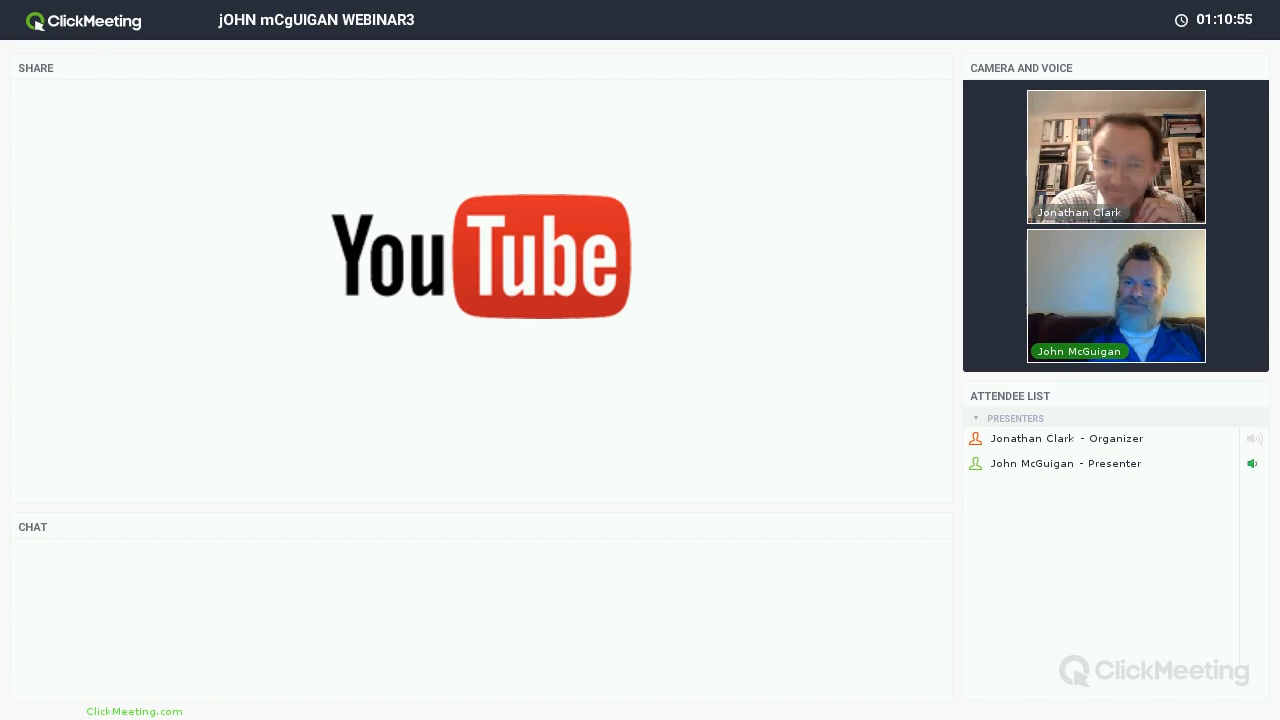 ClickMeeting
jOHN mCgUIGAN WEBINAR3
01:10:55
SHARE
YouTube
CHAT
CAMERA AND VOICE
Jonathan Clark
John McGuigan
ATTENDEE LIST
PRESENTERS
Jonathan Clark - Organizer
John McGuigan - Presenter
ClickMeeting
ClickMeeting.com